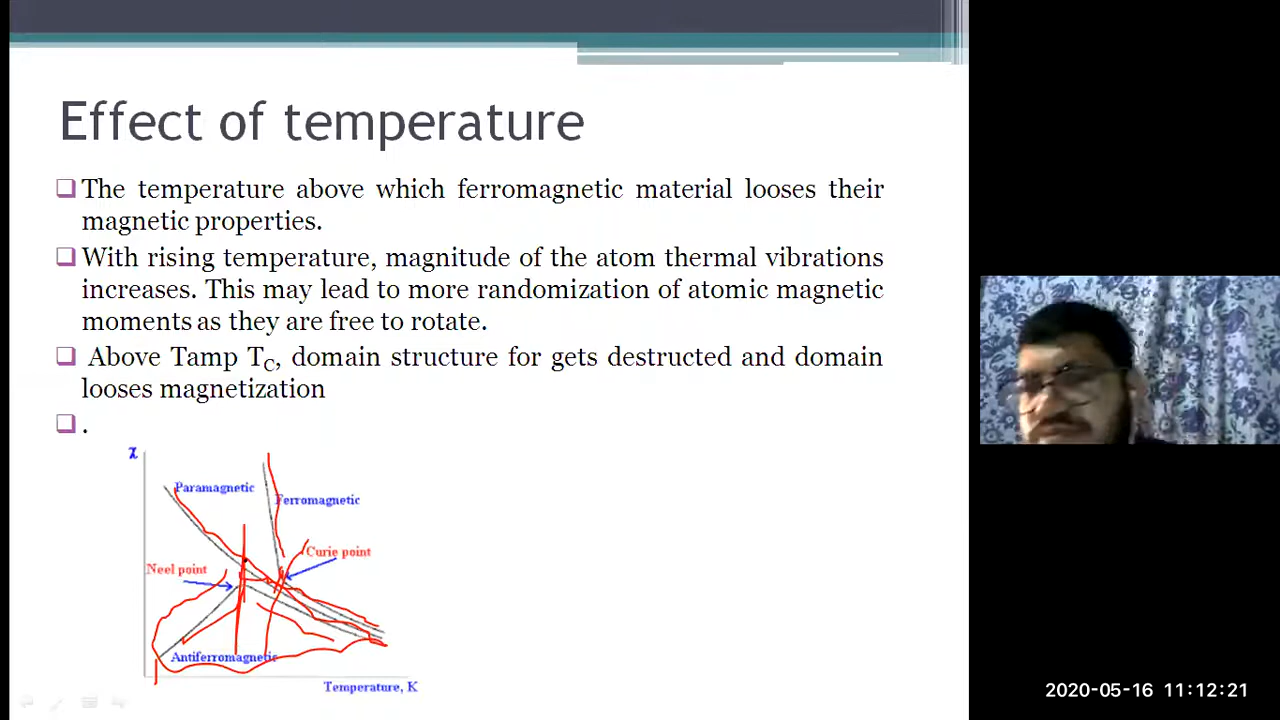 Effect of temperature
The temperature above which ferromagnetic material looses their
magnetic properties.
With rising temperature, magnitude of the atom thermal vibrations
increases. This may lead to more randomization of atomic magnetic
moments as they are free to rotate.
Above Tamp TC, domain structure for gets destructed and domain
looses magnetization
.
χ
Paramagnetic
Ferromagnetic
Curie point
Neel point
Antiferromagnetic
Temperature, K
2020-05-16 11:12:21